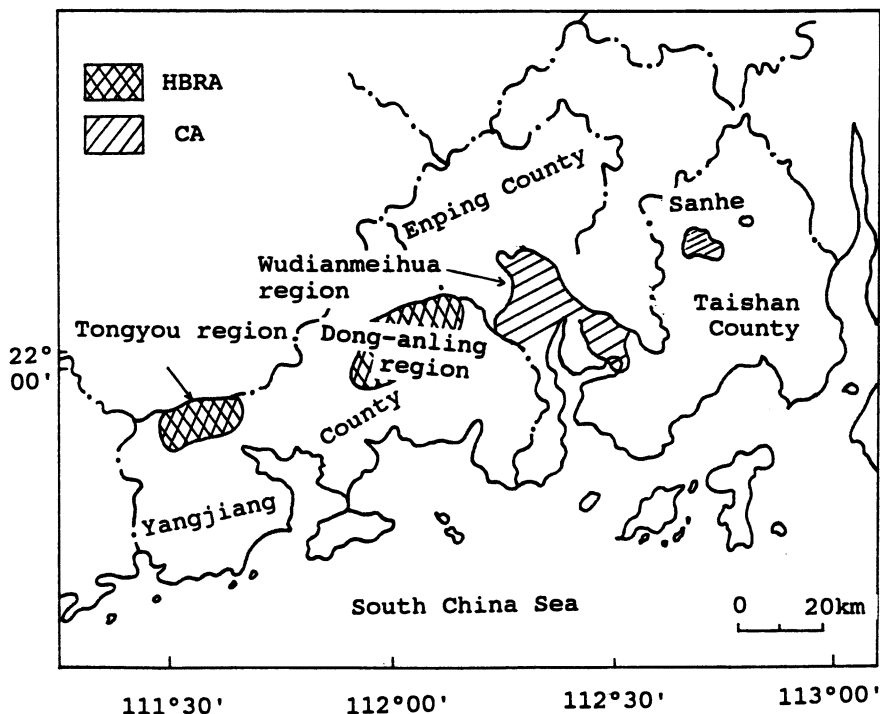 HBRA
CA
Enping County
Sanhe
Wudianmeihua
region
Taishan
County
Tongyou region
Dong-anling
region
22°
00'
County
Yangjiang
South China Sea
0 20km
111°30' 112°00' 112°30' 113°00'